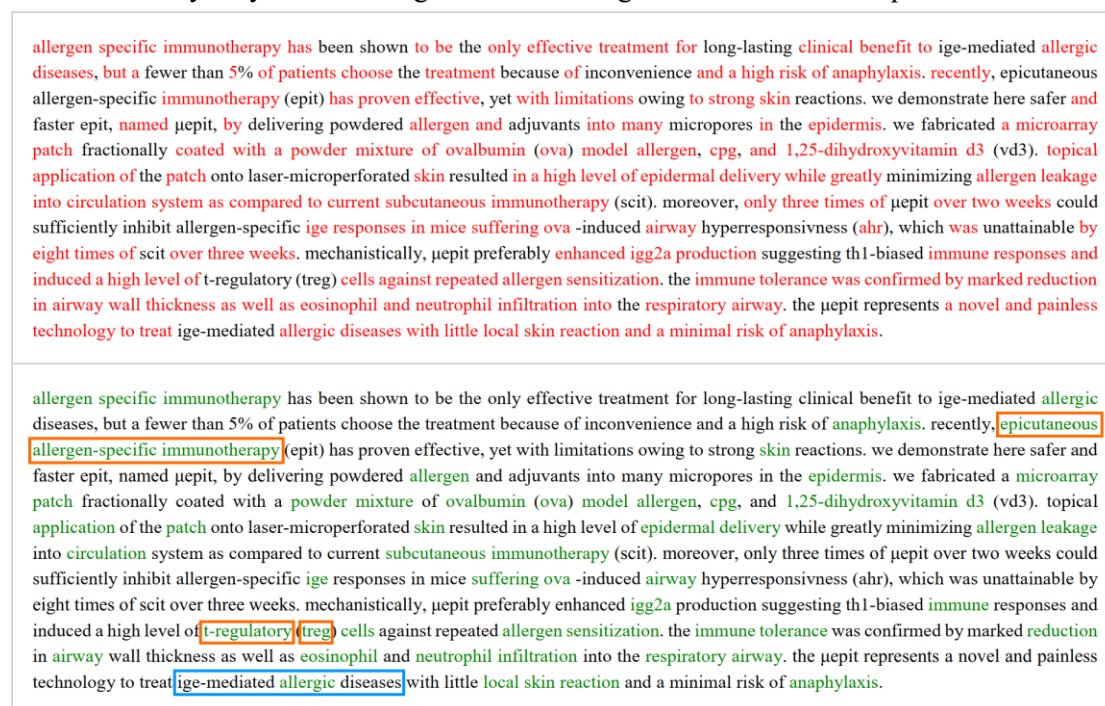 allergen specific immunotherapy has been shown to be the only effective treatment for long-lasting clinical benefit to ige-mediated allergic
diseases, but a fewer than 5% of patients choose the treatment because of inconvenience and a high risk of anaphylaxis. recently, epicutaneous
allergen-specific immunotherapy (epit) has proven effective, yet with limitations owing to strong skin reactions. we demonstrate here safer and
faster epit, named μepit, by delivering powdered allergen and adjuvants into many micropores in the epidermis. we fabricated a microarray
patch fractionally coated with a powder mixture of ovalbumin (ova) model allergen, cpg, and 1,25-dihydroxyvitamin d3 (vd3). topical
application of the patch onto laser-microperforated skin resulted in a high level of epidermal delivery while greatly minimizing allergen leakage
into circulation system as compared to current subcutaneous immunotherapy (scit). moreover, only three times of μepit over two weeks could
sufficiently inhibit allergen-specific ige responses in mice suffering ova -induced airway hyperresponsivness (ahr), which was unattainable by
eight times of scit over three weeks. mechanistically, μepit preferably enhanced igg2a production suggesting th1-biased immune responses and
induced a high level of t-regulatory (treg) cells against repeated allergen sensitization. the immune tolerance was confirmed by marked reduction
in airway wall thickness as well as eosinophil and neutrophil infiltration into the respiratory airway. the μepit represents a novel and painless
technology to treat ige-mediated allergic diseases with little local skin reaction and a minimal risk of anaphylaxis.
allergen specific immunotherapy has been shown to be the only effective treatment for long-lasting clinical benefit to ige-mediated allergic
diseases, but a fewer than 5% of patients choose the treatment because of inconvenience and a high risk of anaphylaxis. recently, epicutaneous
allergen-specific immunotherapy (epit) has proven effective, yet with limitations owing to strong skin reactions. we demonstrate here safer and
faster epit, named μepit, by delivering powdered allergen and adjuvants into many micropores in the epidermis. we fabricated a microarray
patch fractionally coated with a powder mixture of ovalbumin (ova) model allergen, cpg, and 1,25-dihydroxyvitamin d3 (vd3). topical
application of the patch onto laser-microperforated skin resulted in a high level of epidermal delivery while greatly minimizing allergen leakage
into circulation system as compared to current subcutaneous immunotherapy (scit). moreover, only three times of μepit over two weeks could
sufficiently inhibit allergen-specific ige responses in mice suffering ova -induced airway hyperresponsivness (ahr), which was unattainable by
eight times of scit over three weeks. mechanistically, μepit preferably enhanced igg2a production suggesting th1-biased immune responses and
induced a high level of t-regulatory (treg) cells against repeated allergen sensitization. the immune tolerance was confirmed by marked reduction
in airway wall thickness as well as eosinophil and neutrophil infiltration into the respiratory airway. the μepit represents a novel and painless
technology to treat ige-mediated allergic diseases with little local skin reaction and a minimal risk of anaphylaxis.